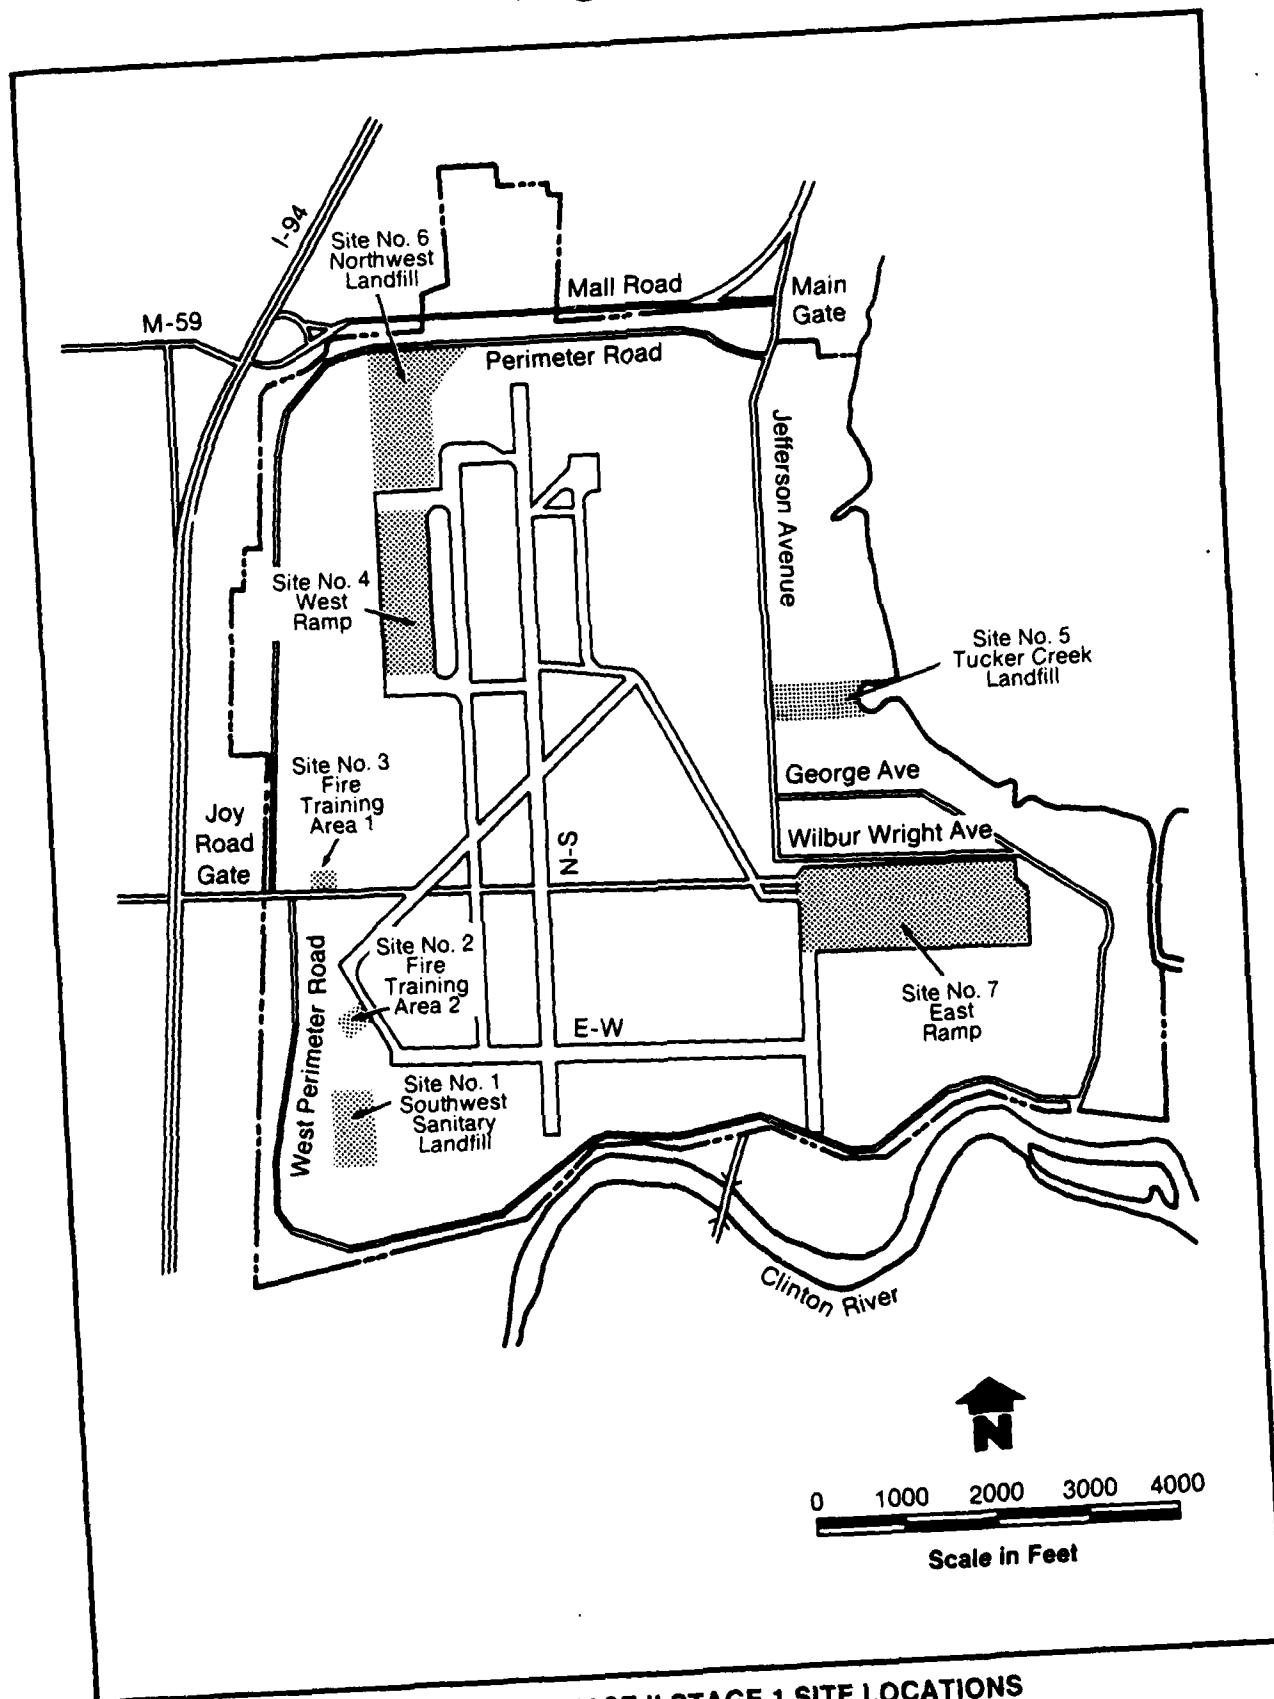 I-94
Site No. 6
Northwest
Landfill
Mall Road
Main
Gate
M-59
Perimeter Road
Jefferson Avenue
Site No. 4
West
Ramp
Site No. 5
Tucker Creek
Landfill
Site No. 3
Fire
Training
Area 1
George Ave
Joy
Road
Gate
Wilbur Wright Ave
N-S
Site No. 2
Fire
Training
Area 2
West Perimeter Road
Site No. 7
East
Ramp
E-W
Site No. 1
Southwest
Sanitary
Landfill
Clinton River
N
0 1000 2000 3000 4000
Scale in Feet
STAGE 1 SITE LOCATIONS